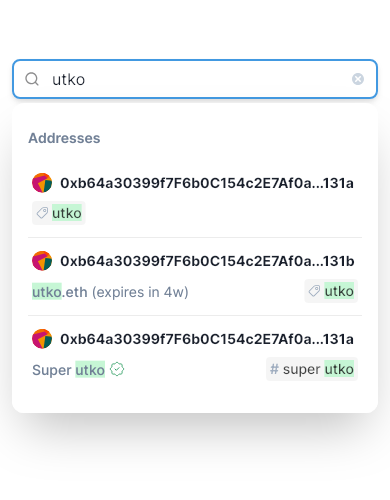 utko
Addresses
0xb64a30399f7F6b0C154c2E7Af0a...131a
utko
0xb64a30399f7F6b0C154c2E7Af0a...131b
utko.eth (expires in 4w) utko
0xb64a30399f7F6b0C154c2E7Af0a...131a
Super utko # super utko